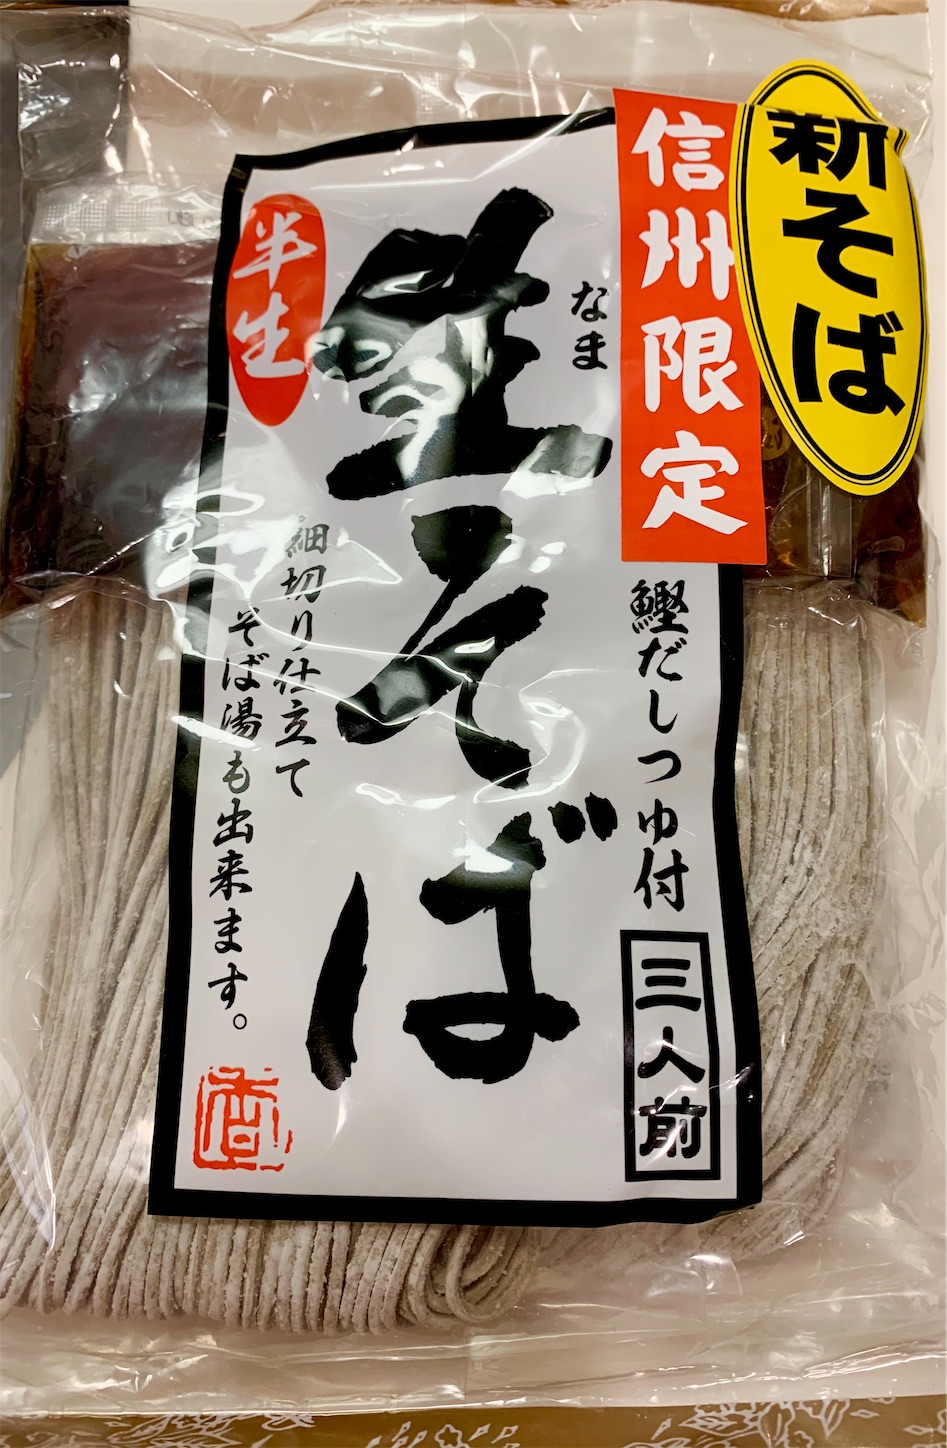 新そば
信州限定
鰹だしつゆ付
三人前
なま
生そば
半生
細切り仕立て
そば湯も出来ます。
香